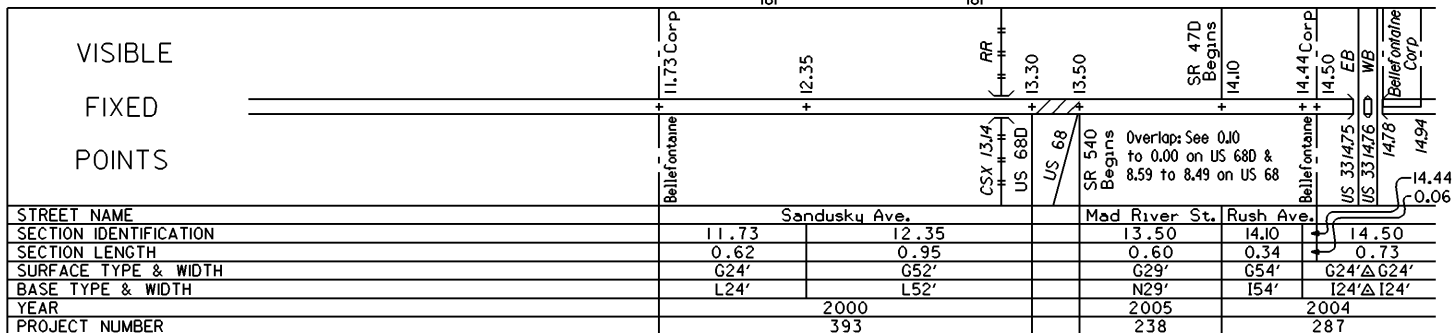 VISIBLE
FIXED
POINTS
11.73 Corp
Bellefontaine
12.35
RR
CSX 13.14
13.30
US 68D
13.50
US 68
SR 540
Begins
SR 47D
Begins
14.10
Overlap: See 0.10
to 0.00 on US 68D &
8.59 to 8.49 on US 68
14.44 Corp
Bellefontaine
14.50
EB
US 33 14.75
WB
US 33 14.76
14.78
Bellefontaine
Corp
14.94
14.44
0.06
STREET NAME Sandusky Ave. Mad River St. Rush Ave.
SECTION IDENTIFICATION 11.73 12.35 13.50 14.10 14.50
SECTION LENGTH 0.62 0.95 0.60 0.34 0.73
SURFACE TYPE & WIDTH G24' G52' G29' G54' G24'△G24'
BASE TYPE & WIDTH L24' L52' N29' I54' I24'△I24'
YEAR 2000 2005 2004
PROJECT NUMBER 393 238 287